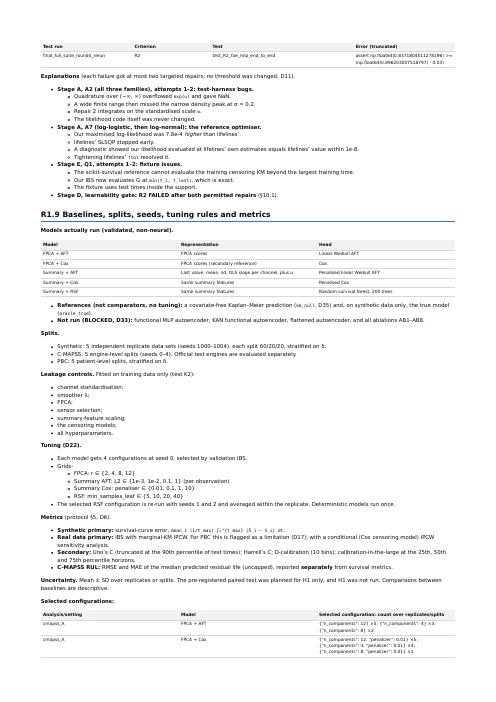 Test run Criterion Test Error (truncated)
final_full_suite_round4_rerun R2 test_R2_fae_mlp_end_to_end assert np.float64(0.8371804511278196) >=
(np.float64(0.896203007518797) - 0.03)
Explanations (each failure got at most two targeted repairs; no threshold was changed, D11).
• Stage A, A2 (all three families), attempts 1–2: test-harness bugs.
Quadrature over (−∞, ∞) overflowed exp(u) and gave NaN.
A wide finite range then missed the narrow density peak at σ = 0.2.
Repair 2 integrates on the standardised scale u.
The likelihood code itself was never changed.
• Stage A, A7 (log-logistic, then log-normal): the reference optimiser.
Our maximised log-likelihood was 7.8e-4 higher than lifelines'.
lifelines' SLSQP stopped early.
A diagnostic showed our likelihood evaluated at lifelines' own estimates equals lifelines' value within 1e-8.
Tightening lifelines' ftol resolved it.
• Stage E, Q1, attempts 1–2: fixture issues.
The scikit-survival reference cannot evaluate the training censoring KM beyond the largest training time.
Our IBS now evaluates G at min(t_i, t_last), which is exact.
The fixture uses test times inside the support.
• Stage D, learnability gate: R2 FAILED after both permitted repairs (§10.1).
R1.9 Baselines, splits, seeds, tuning rules and metrics
Models actually run (validated, non-neural).
Model Representation Head
FPCA + AFT FPCA scores Linear Weibull AFT
FPCA + Cox FPCA scores (secondary reference) Cox
Summary + AFT Last value, mean, sd, OLS slope per channel, plus u Penalised linear Weibull AFT
Summary + Cox Same summary features Penalised Cox
Summary + RSF Same summary features Random survival forest, 200 trees
• References (not comparators, no tuning): a covariate-free Kaplan–Meier prediction (km_null, D35) and, on synthetic data only, the true model
(oracle_true).
• Not run (BLOCKED, D33): functional MLP autoencoder, KAN functional autoencoder, flattened autoencoder, and all ablations AB1–AB8.
Splits.
• Synthetic: 5 independent replicate data sets (seeds 1000–1004), each split 60/20/20, stratified on δ.
• C-MAPSS: 5 engine-level splits (seeds 0–4). Official test engines are evaluated separately.
• PBC: 5 patient-level splits, stratified on δ.
Leakage controls. Fitted on training data only (test K2):
• channel standardisation;
• smoother λ;
• FPCA;
• sensor selection;
• summary-feature scaling;
• the censoring models;
• all hyperparameters.
Tuning (D22).
• Each model gets 4 configurations at seed 0, selected by validation IBS.
• Grids:
FPCA: r ∈ {2, 4, 8, 12}
Summary AFT: L2 ∈ {1e-3, 1e-2, 0.1, 1} (per observation)
Summary Cox: penaliser ∈ {0.01, 0.1, 1, 10}
RSF: min_samples_leaf ∈ {5, 10, 20, 40}
• The selected RSF configuration is re-run with seeds 1 and 2 and averaged within the replicate. Deterministic models run once.
Metrics (protocol §5, D6).
• Synthetic primary: survival-curve error,
• Real data primary: IBS with marginal-KM IPCW. For PBC this is flagged as a limitation (D17), with a conditional (Cox censoring model) IPCW
sensitivity analysis.
• Secondary: Uno's C (truncated at the 90th percentile of test times); Harrell's C; D-calibration (10 bins); calibration-in-the-large at the 25th, 50th
and 75th percentile horizons.
• C-MAPSS RUL: RMSE and MAE of the median predicted residual life (uncapped), reported separately from survival metrics.
Uncertainty. Mean ± SD over replicates or splits. The pre-registered paired test was planned for H1 only, and H1 was not run. Comparisons between
baselines are descriptive.
Selected configurations:
Analysis/setting Model Selected configuration: count over replicates/splits
cmapss_A FPCA + AFT {"n_components": 12} ×5; {"n_components": 4} ×3;
{"n_components": 8} ×2
cmapss_A FPCA + Cox {"n_components": 12, "penalizer": 0.01} ×5;
{"n_components": 4, "penalizer": 0.01} ×4;
{"n_components": 8, "penalizer": 0.01} ×1